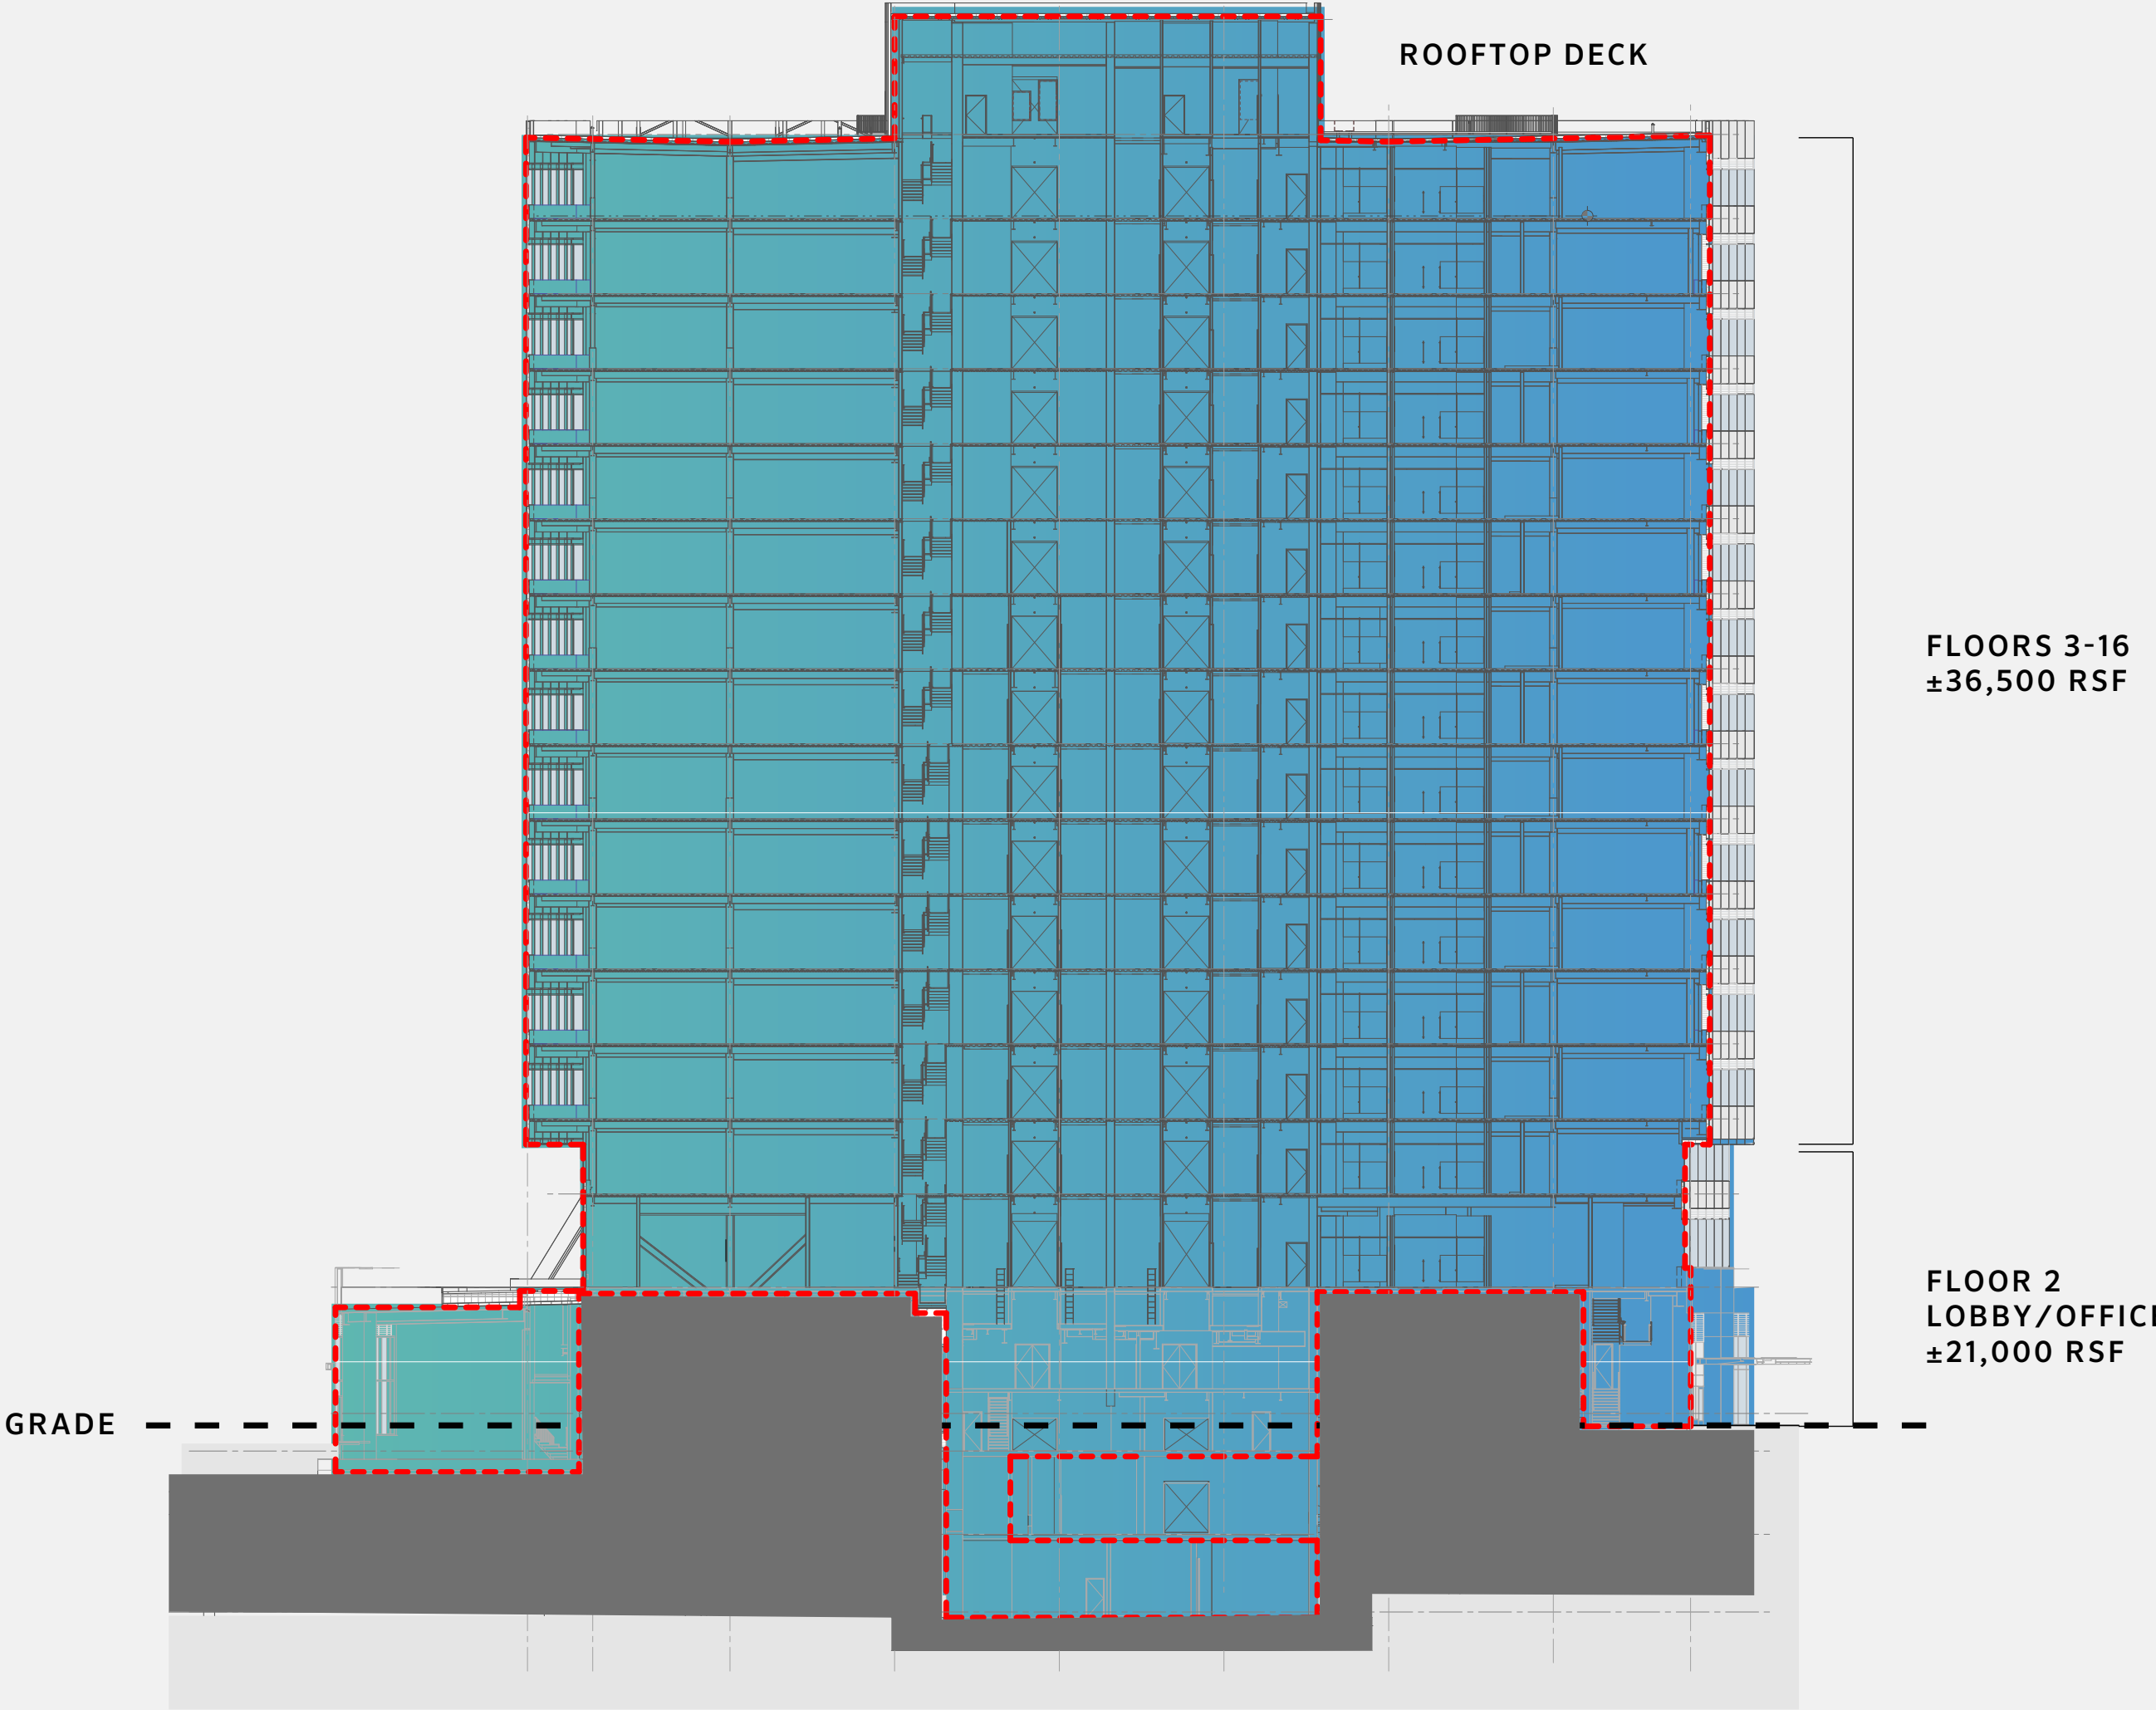 ROOFTOP DECK
FLOORS 3-16
±36,500 RSF
FLOOR 2
LOBBY/OFFIC
±21,000 RSF
GRADE